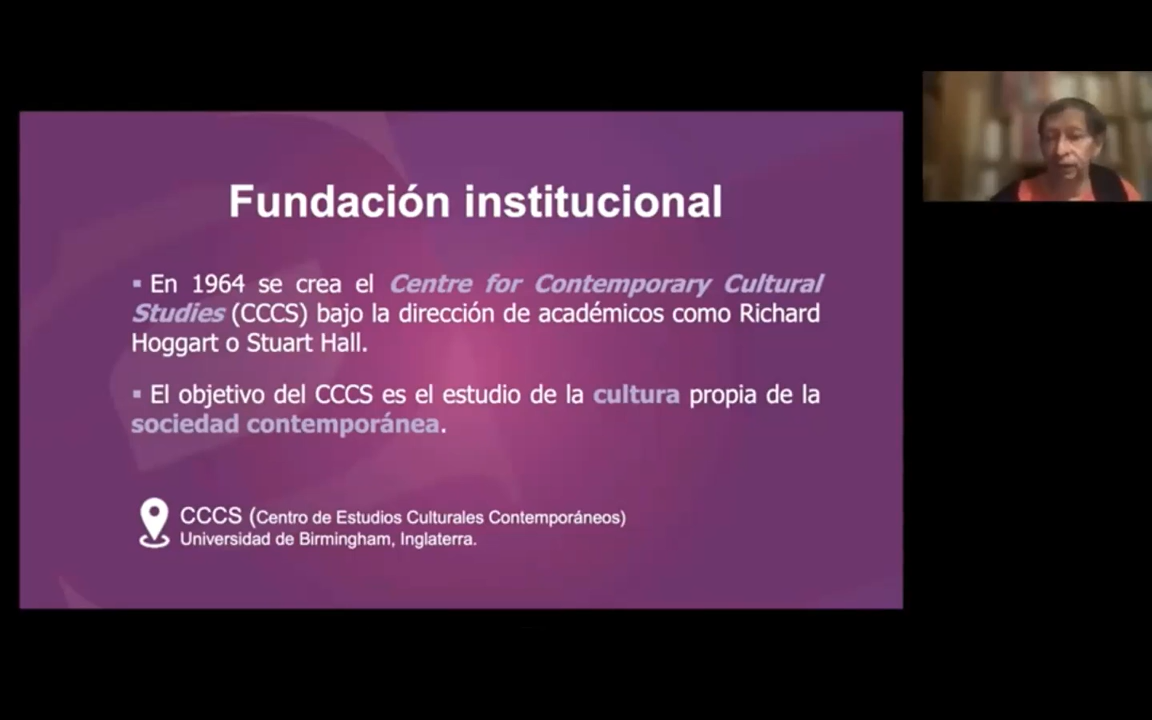 Fundación institucional
▪ En 1964 se crea el Centre for Contemporary Cultural
Studies (CCCS) bajo la dirección de académicos como Richard
Hoggart o Stuart Hall.
▪ El objetivo del CCCS es el estudio de la cultura propia de la
sociedad contemporánea.
CCCS (Centro de Estudios Culturales Contemporáneos)
Universidad de Birmingham, Inglaterra.